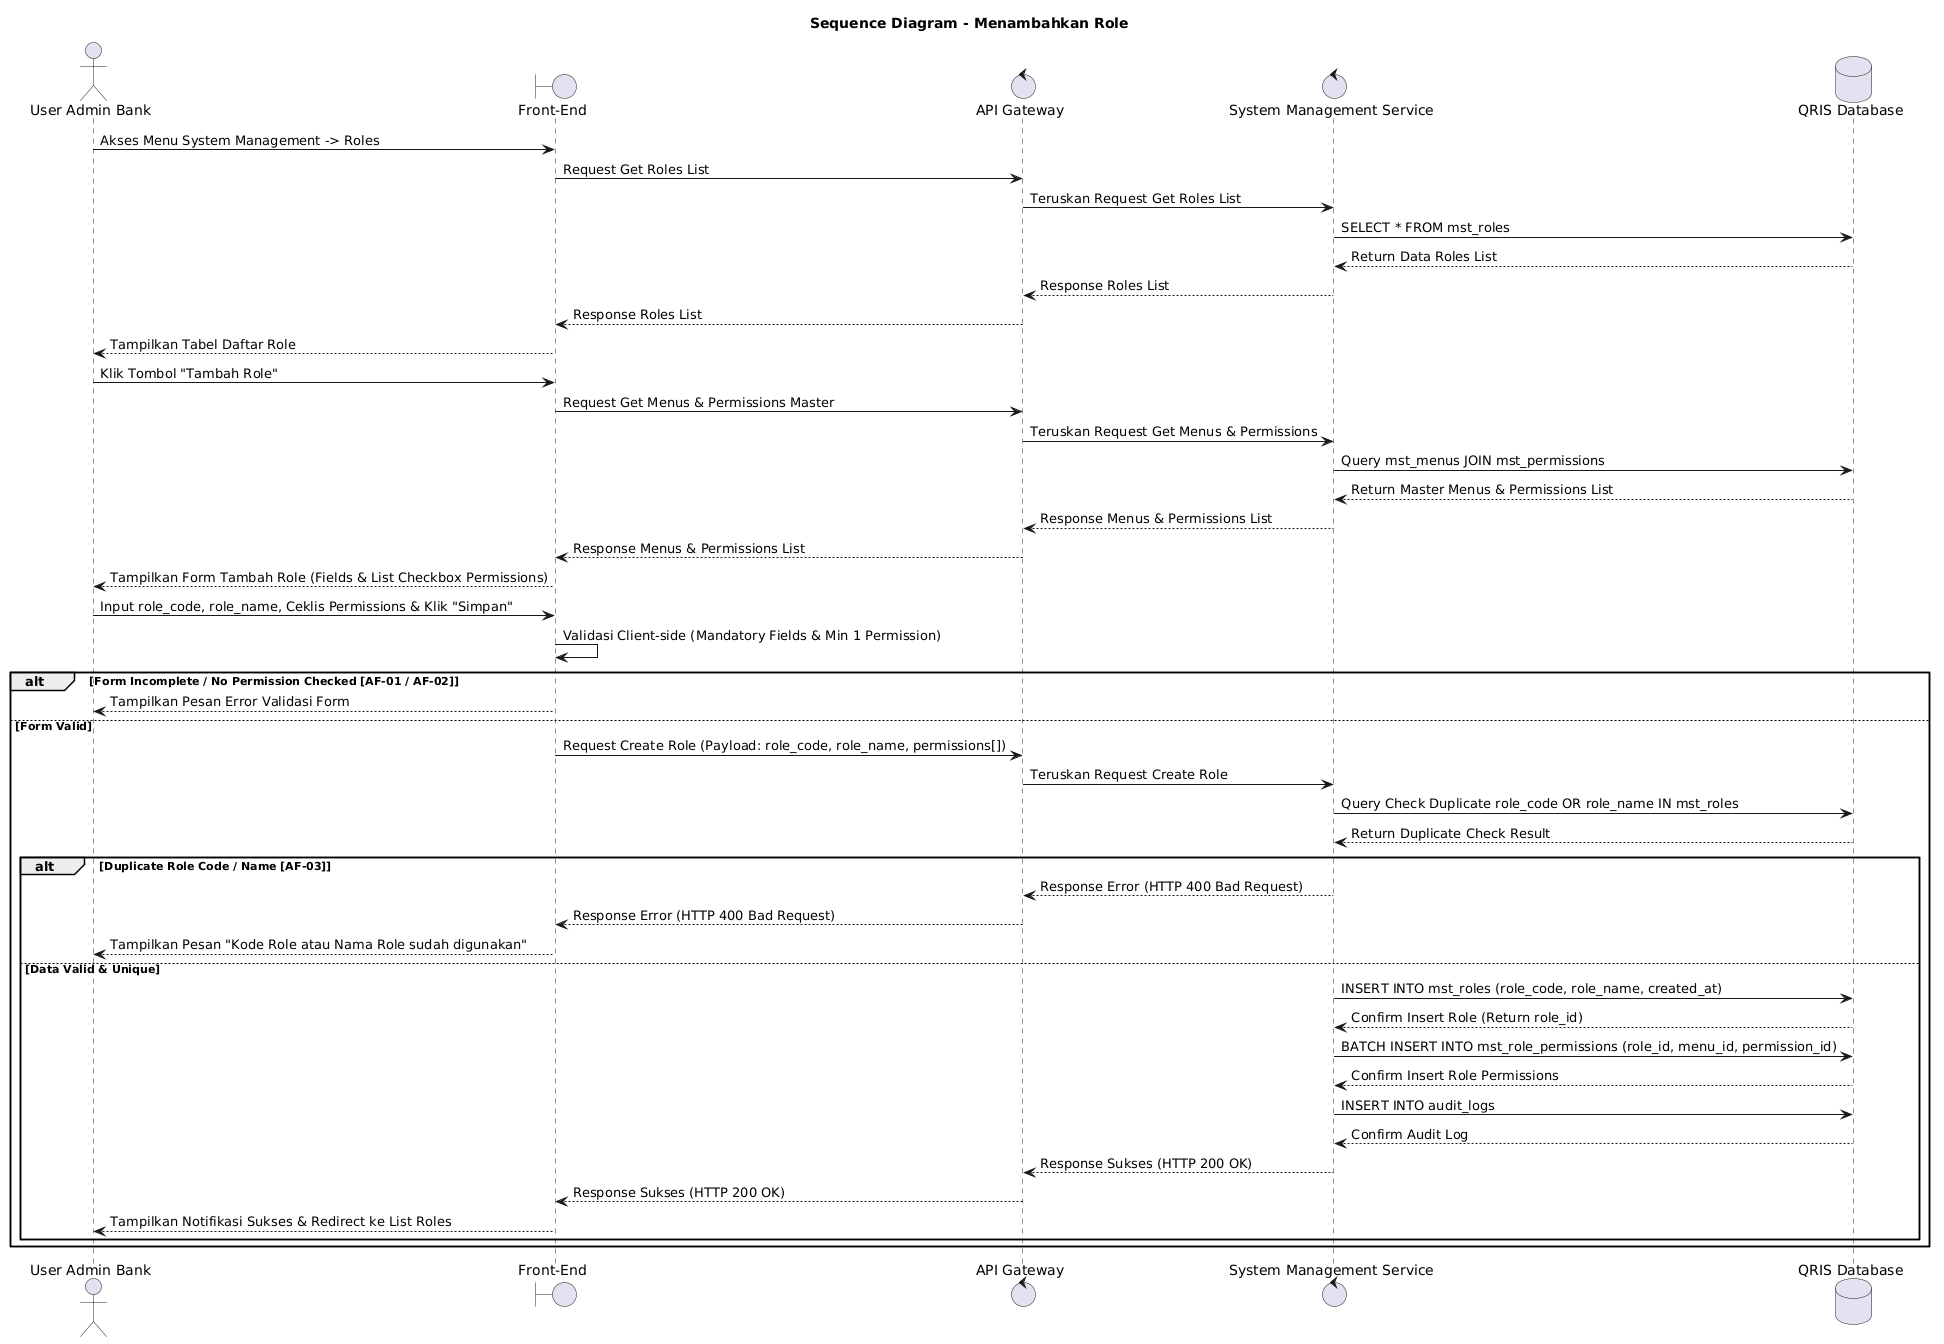 Sequence Diagram - Menambahkan Role
User Admin Bank
Front-End
API Gateway
System Management Service
QRIS Database
Akses Menu System Management -> Roles
Request Get Roles List
Teruskan Request Get Roles List
SELECT * FROM mst_roles
Return Data Roles List
Response Roles List
Response Roles List
Tampilkan Tabel Daftar Role
Klik Tombol "Tambah Role"
Request Get Menus & Permissions Master
Teruskan Request Get Menus & Permissions
Query mst_menus JOIN mst_permissions
Return Master Menus & Permissions List
Response Menus & Permissions List
Response Menus & Permissions List
Tampilkan Form Tambah Role (Fields & List Checkbox Permissions)
Input role_code, role_name, Ceklis Permissions & Klik "Simpan"
Validasi Client-side (Mandatory Fields & Min 1 Permission)
alt [Form Incomplete / No Permission Checked [AF-01 / AF-02]]
Tampilkan Pesan Error Validasi Form
[Form Valid]
Request Create Role (Payload: role_code, role_name, permissions[])
Teruskan Request Create Role
Query Check Duplicate role_code OR role_name IN mst_roles
Return Duplicate Check Result
alt [Duplicate Role Code / Name [AF-03]]
Response Error (HTTP 400 Bad Request)
Response Error (HTTP 400 Bad Request)
Tampilkan Pesan "Kode Role atau Nama Role sudah digunakan"
[Data Valid & Unique]
INSERT INTO mst_roles (role_code, role_name, created_at)
Confirm Insert Role (Return role_id)
BATCH INSERT INTO mst_role_permissions (role_id, menu_id, permission_id)
Confirm Insert Role Permissions
INSERT INTO audit_logs
Confirm Audit Log
Response Sukses (HTTP 200 OK)
Response Sukses (HTTP 200 OK)
Tampilkan Notifikasi Sukses & Redirect ke List Roles
User Admin Bank
Front-End
API Gateway
System Management Service
QRIS Database